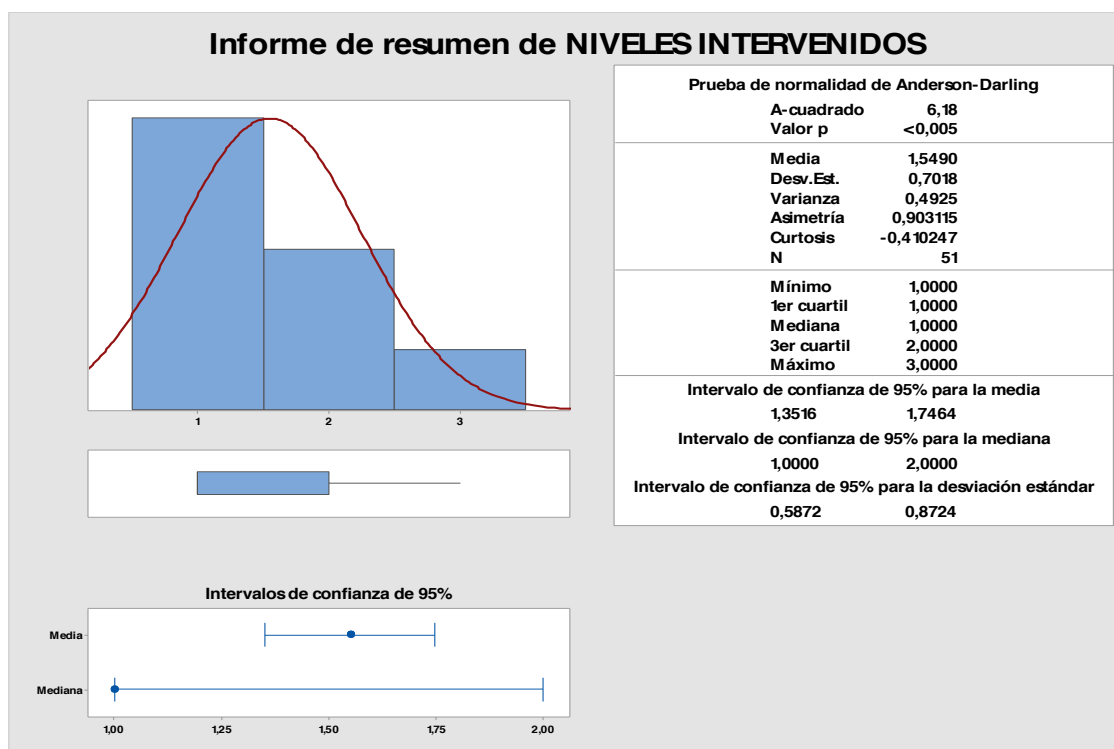 Informe de resumen de NIVELES INTERVENIDOS
1
2
3
Intervalos de confianza de 95%
Media
Mediana
1,00
1,25
1,50
1,75
2,00
Prueba de normalidad de Anderson-Darling
A-cuadrado 6,18
Valor p <0,005
Media 1,5490
Desv.Est. 0,7018
Varianza 0,4925
Asimetría 0,903115
Curtosis -0,410247
N 51
Mínimo 1,0000
1er cuartil 1,0000
Mediana 1,0000
3er cuartil 2,0000
Máximo 3,0000
Intervalo de confianza de 95% para la media
1,3516 1,7464
Intervalo de confianza de 95% para la mediana
1,0000 2,0000
Intervalo de confianza de 95% para la desviación estándar
0,5872 0,8724